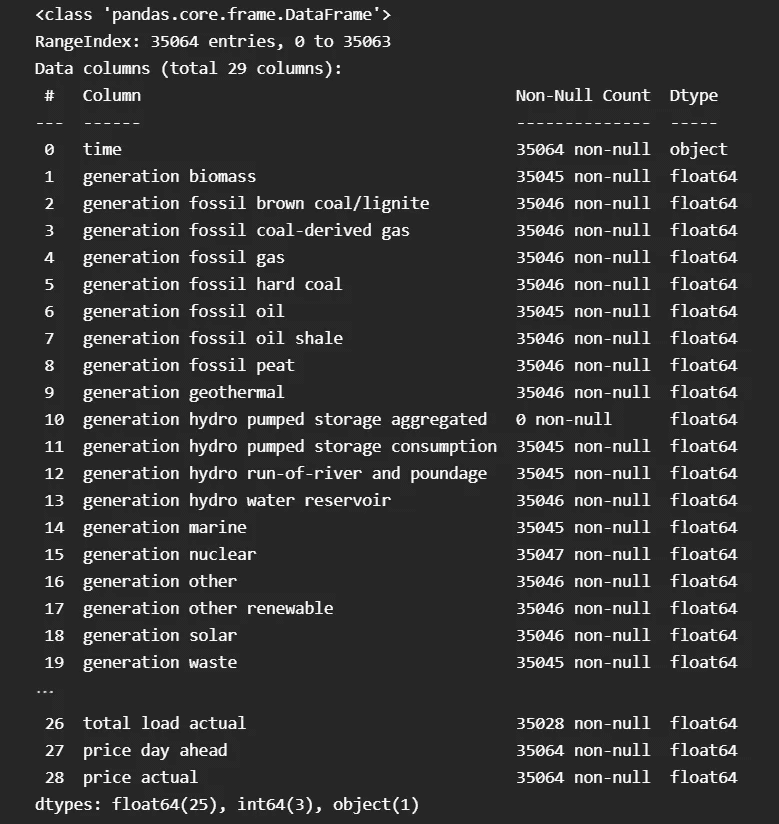 <class 'pandas.core.frame.DataFrame'>
RangeIndex: 35064 entries, 0 to 35063
Data columns (total 29 columns):
 #   Column                                       Non-Null Count  Dtype
---  ------                                       --------------  -----
 0   time                                         35064 non-null  object
 1   generation biomass                           35045 non-null  float64
 2   generation fossil brown coal/lignite         35046 non-null  float64
 3   generation fossil coal-derived gas           35046 non-null  float64
 4   generation fossil gas                        35046 non-null  float64
 5   generation fossil hard coal                  35046 non-null  float64
 6   generation fossil oil                        35045 non-null  float64
 7   generation fossil oil shale                  35046 non-null  float64
 8   generation fossil peat                       35046 non-null  float64
 9   generation geothermal                        35046 non-null  float64
 10  generation hydro pumped storage aggregated   0 non-null      float64
 11  generation hydro pumped storage consumption  35045 non-null  float64
 12  generation hydro run-of-river and poundage   35045 non-null  float64
 13  generation hydro water reservoir             35046 non-null  float64
 14  generation marine                            35045 non-null  float64
 15  generation nuclear                           35047 non-null  float64
 16  generation other                             35046 non-null  float64
 17  generation other renewable                   35046 non-null  float64
 18  generation solar                             35046 non-null  float64
 19  generation waste                             35045 non-null  float64
...
 26  total load actual                            35028 non-null  float64
 27  price day ahead                              35064 non-null  float64
 28  price actual                                 35064 non-null  float64
dtypes: float64(25), int64(3), object(1)